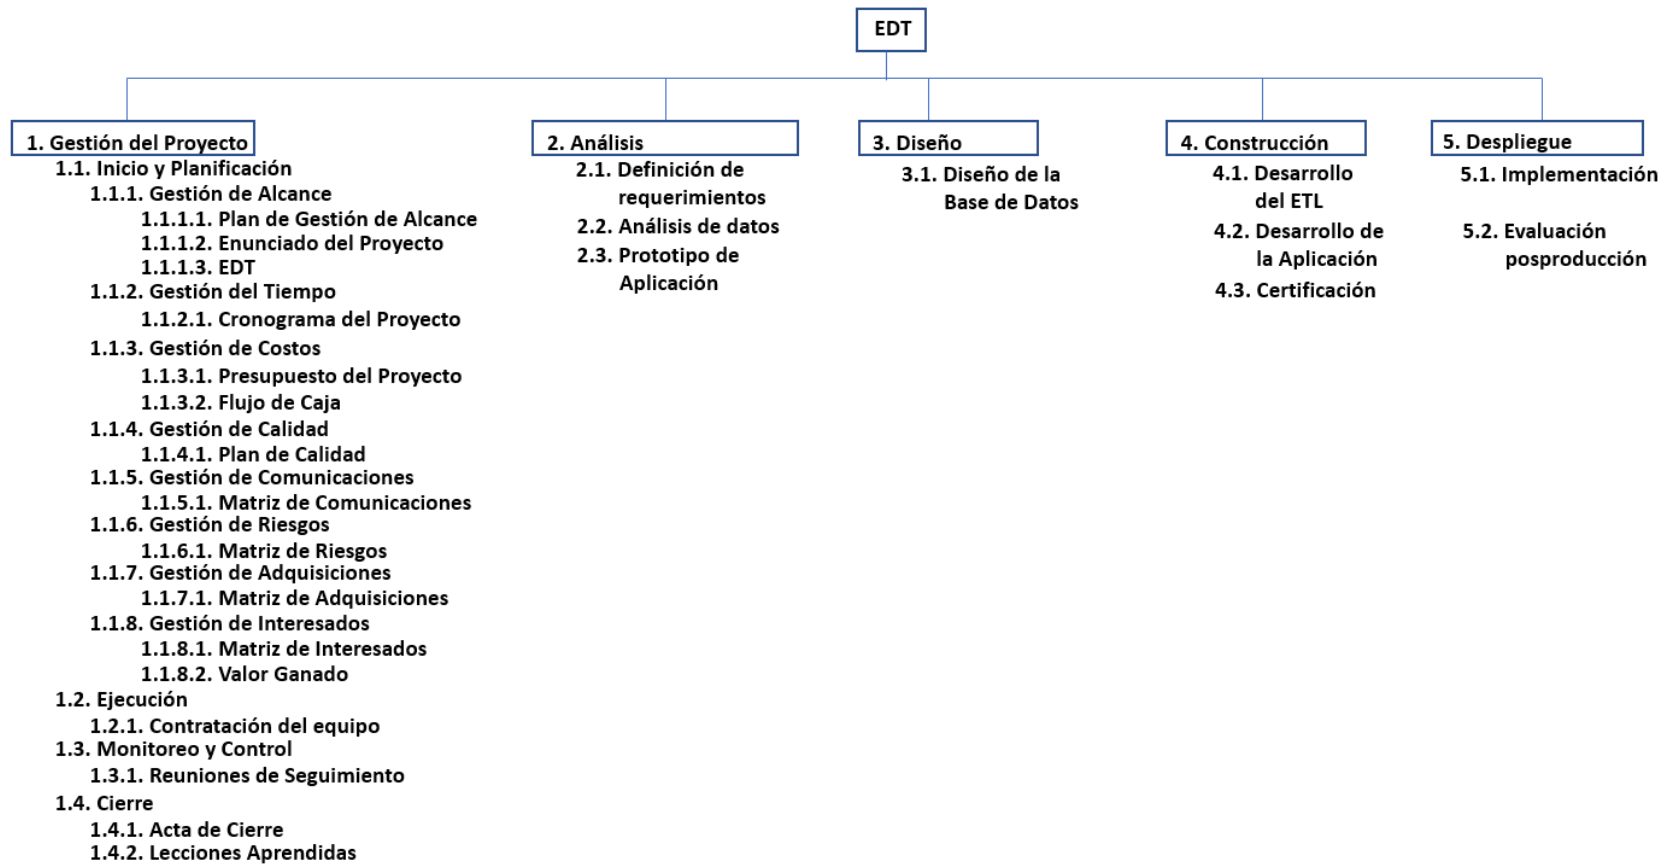 EDT
1. Gestión del Proyecto
1.1. Inicio y Planificación
1.1.1. Gestión de Alcance
1.1.1.1. Plan de Gestión de Alcance
1.1.1.2. Enunciado del Proyecto
1.1.1.3. EDT
1.1.2. Gestión del Tiempo
1.1.2.1. Cronograma del Proyecto
1.1.3. Gestión de Costos
1.1.3.1. Presupuesto del Proyecto
1.1.3.2. Flujo de Caja
1.1.4. Gestión de Calidad
1.1.4.1. Plan de Calidad
1.1.5. Gestión de Comunicaciones
1.1.5.1. Matriz de Comunicaciones
1.1.6. Gestión de Riesgos
1.1.6.1. Matriz de Riesgos
1.1.7. Gestión de Adquisiciones
1.1.7.1. Matriz de Adquisiciones
1.1.8. Gestión de Interesados
1.1.8.1. Matriz de Interesados
1.1.8.2. Valor Ganado
1.2. Ejecución
1.2.1. Contratación del equipo
1.3. Monitoreo y Control
1.3.1. Reuniones de Seguimiento
1.4. Cierre
1.4.1. Acta de Cierre
1.4.2. Lecciones Aprendidas
2. Análisis
2.1. Definición de
requerimientos
2.2. Análisis de datos
2.3. Prototipo de
Aplicación
3. Diseño
3.1. Diseño de la
Base de Datos
4. Construcción
4.1. Desarrollo
del ETL
4.2. Desarrollo de
la Aplicación
4.3. Certificación
5. Despliegue
5.1. Implementación
5.2. Evaluación
posproducción